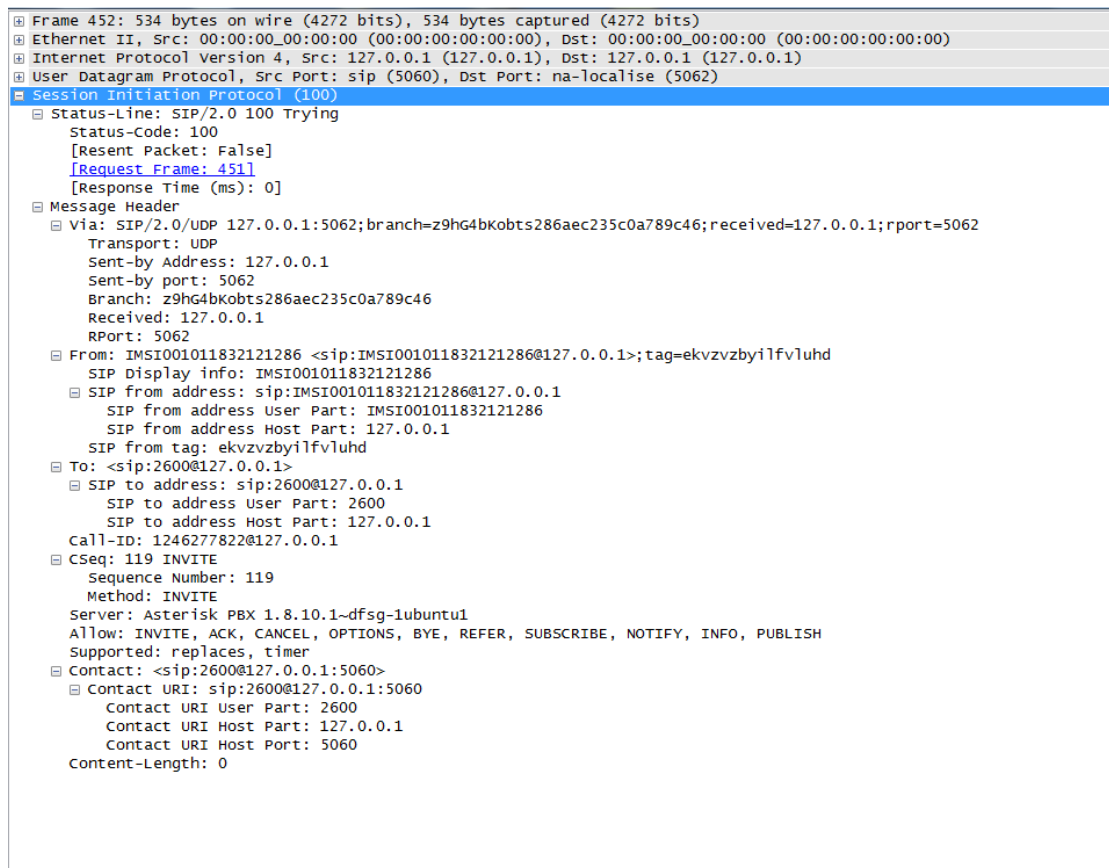 Frame 452: 534 bytes on wire (4272 bits), 534 bytes captured (4272 bits)
Ethernet II, Src: 00:00:00_00:00:00 (00:00:00:00:00:00), Dst: 00:00:00_00:00:00 (00:00:00:00:00:00)
Internet Protocol Version 4, Src: 127.0.0.1 (127.0.0.1), Dst: 127.0.0.1 (127.0.0.1)
User Datagram Protocol, Src Port: sip (5060), Dst Port: na-localise (5062)
Session Initiation Protocol (100)
Status-Line: SIP/2.0 100 Trying
Status-Code: 100
[Resent Packet: False]
[Request Frame: 451]
[Response Time (ms): 0]
Message Header
Via: SIP/2.0/UDP 127.0.0.1:5062;branch=z9hG4bKobts286aec235c0a789c46;received=127.0.0.1;rport=5062
Transport: UDP
Sent-by Address: 127.0.0.1
Sent-by port: 5062
Branch: z9hG4bKobts286aec235c0a789c46
Received: 127.0.0.1
RPort: 5062
From: IMSI001011832121286 <sip:IMSI001011832121286@127.0.0.1>;tag=ekvzvzbyilfvluhd
SIP Display info: IMSI001011832121286
SIP from address: sip:IMSI001011832121286@127.0.0.1
SIP from address User Part: IMSI001011832121286
SIP from address Host Part: 127.0.0.1
SIP from tag: ekvzvzbyilfvluhd
To: <sip:2600@127.0.0.1>
SIP to address: sip:2600@127.0.0.1
SIP to address User Part: 2600
SIP to address Host Part: 127.0.0.1
Call-ID: 1246277822@127.0.0.1
CSeq: 119 INVITE
Sequence Number: 119
Method: INVITE
Server: Asterisk PBX 1.8.10.1~dfsg-1ubuntu1
Allow: INVITE, ACK, CANCEL, OPTIONS, BYE, REFER, SUBSCRIBE, NOTIFY, INFO, PUBLISH
Supported: replaces, timer
Contact: <sip:2600@127.0.0.1:5060>
Contact URI: sip:2600@127.0.0.1:5060
Contact URI User Part: 2600
Contact URI Host Part: 127.0.0.1
Contact URI Host Port: 5060
Content-Length: 0